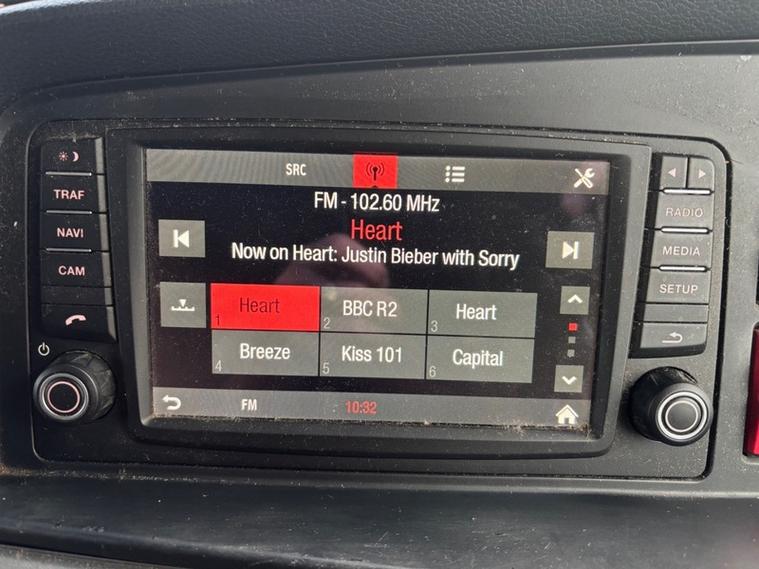 SRC
FM - 102.60 MHz
Heart
Now on Heart: Justin Bieber with Sorry
1 Heart
2 BBC R2
3 Heart
4 Breeze
5 Kiss 101
6 Capital
FM
10:32
TRAF
NAVI
CAM
RADIO
MEDIA
SETUP